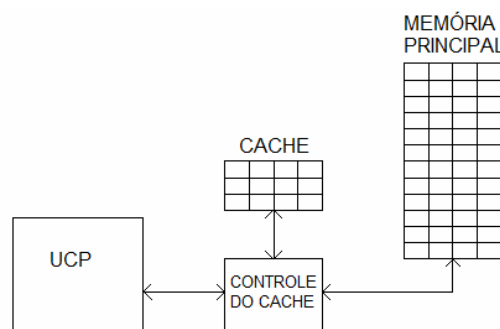 MEMÓRIA
PRINCIPAL
CACHE
UCP
CONTROLE
DO CACHE